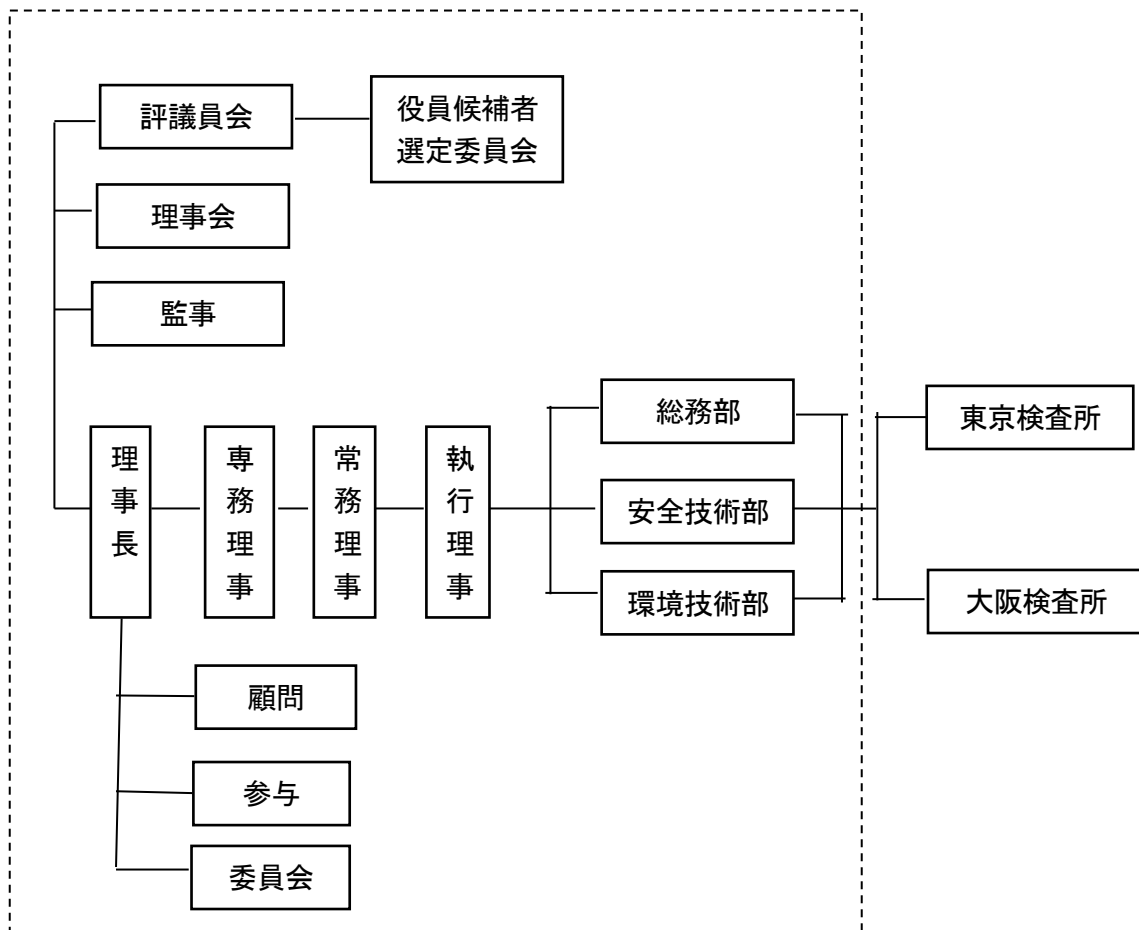 評議員会
役員候補者
選定委員会
理事会
監事
理事長
専務理事
常務理事
執行理事
総務部
安全技術部
環境技術部
東京検査所
大阪検査所
顧問
参与
委員会